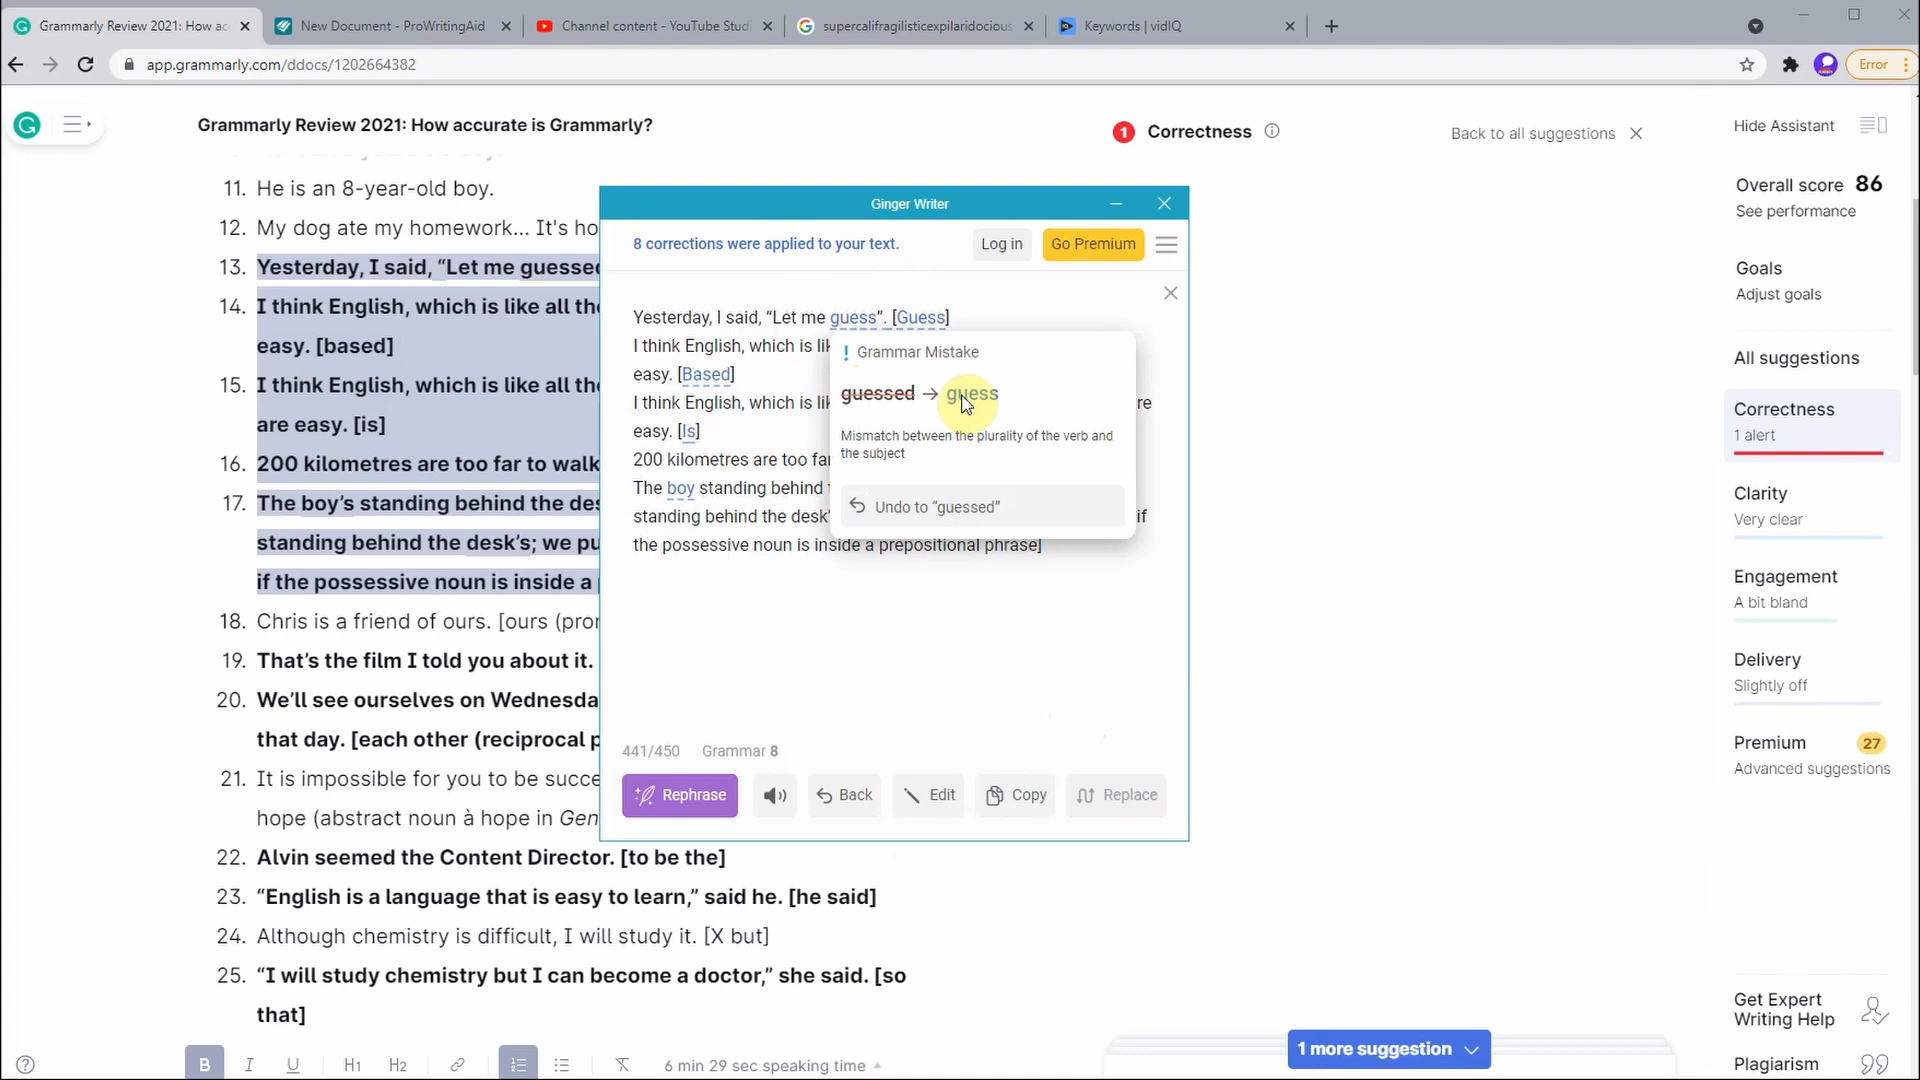 Grammarly Review 2021: How ac
New Document - ProWritingAid
Channel content - YouTube Stud
supercalifragilisticexpilaridocious
Keywords | vidIQ
app.grammarly.com/ddocs/1202664382
Error
Grammarly Review 2021: How accurate is Grammarly?
1 Correctness
Back to all suggestions
Hide Assistant
11. He is an 8-year-old boy.
12. My dog ate my homework... It's ho
13. Yesterday, I said, “Let me guessed
14. I think English, which is like all the
easy. [based]
15. I think English, which is like all the
are easy. [is]
16. 200 kilometres are too far to walk
17. The boy’s standing behind the des
standing behind the desk’s; we pu
if the possessive noun is inside a
18. Chris is a friend of ours. [ours (pro
19. That’s the film I told you about it.
20. We’ll see ourselves on Wednesda
that day. [each other (reciprocal p
21. It is impossible for you to be succe
hope (abstract noun à hope in Gen
22. Alvin seemed the Content Director. [to be the]
23. “English is a language that is easy to learn,” said he. [he said]
24. Although chemistry is difficult, I will study it. [X but]
25. “I will study chemistry but I can become a doctor,” she said. [so
that]
B I U H1 H2
6 min 29 sec speaking time
Ginger Writer
8 corrections were applied to your text.
Log in
Go Premium
Yesterday, I said, “Let me guess”. [Guess]
I think English, which is lik
easy. [Based]
I think English, which is lik
re
easy. [Is]
200 kilometres are too far
The boy standing behind
standing behind the desk’
if
the possessive noun is inside a prepositional phrase]
Grammar Mistake
guessed → guess
Mismatch between the plurality of the verb and
the subject
Undo to “guessed”
441/450
Grammar 8
Rephrase
Back
Edit
Copy
Replace
Overall score 86
See performance
Goals
Adjust goals
All suggestions
Correctness
1 alert
Clarity
Very clear
Engagement
A bit bland
Delivery
Slightly off
Premium 27
Advanced suggestions
Get Expert
Writing Help
Plagiarism
1 more suggestion